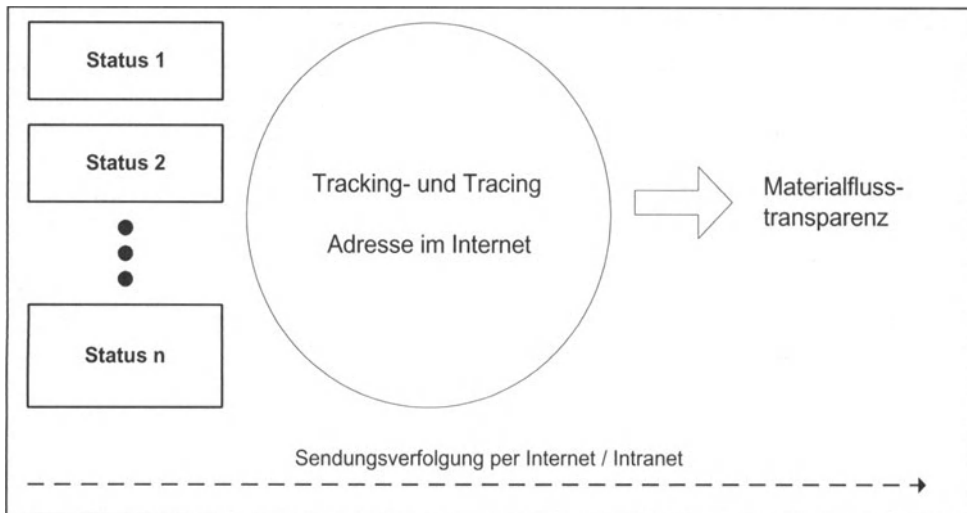 Status 1
Status 2
Status n
Tracking- und Tracing
Adresse im Internet
Materialfluss-
transparenz
Sendungsverfolgung per Internet / Intranet